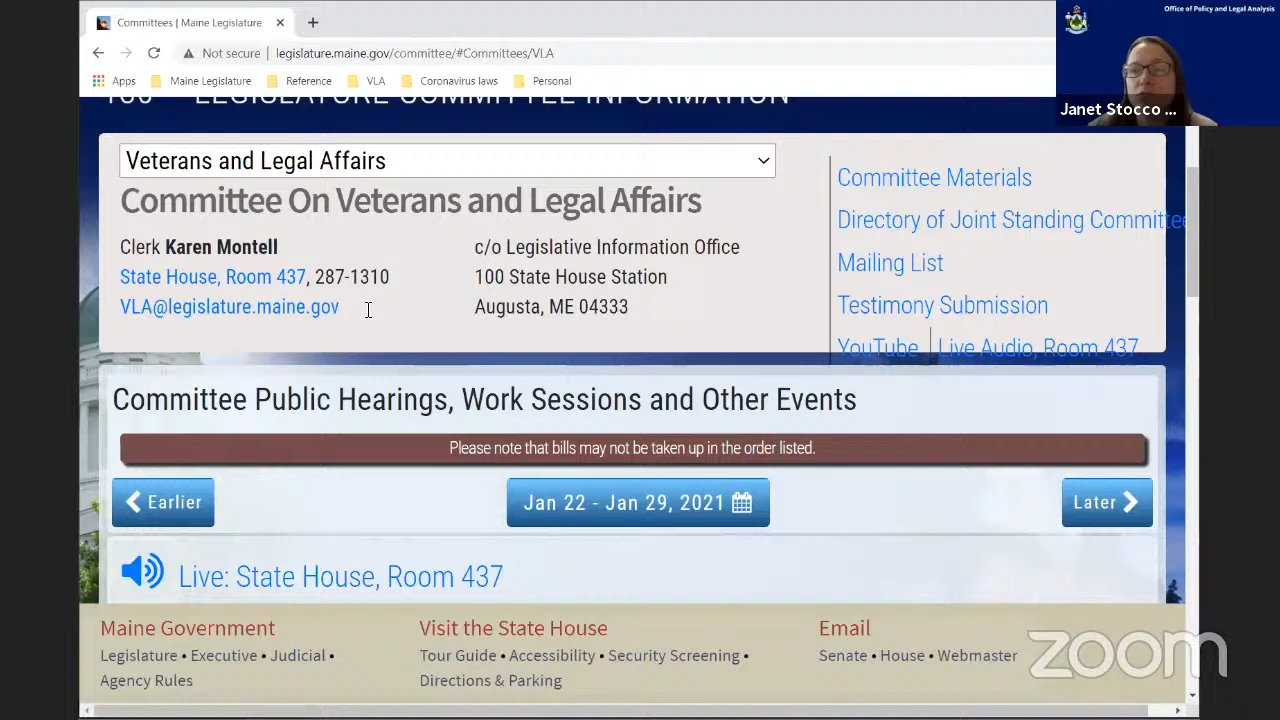 Committees | Maine Legislature
Not secure | legislature.maine.gov/committee/#Committees/VLA
Apps Maine Legislature Reference VLA Coronavirus laws Personal
Office of Policy and Legal Analysis
Janet Stocco ...
LEGISLATURE COMMITTEE INFORMATION
Veterans and Legal Affairs
Committee On Veterans and Legal Affairs
Clerk Karen Montell
State House, Room 437, 287-1310
VLA@legislature.maine.gov
c/o Legislative Information Office
100 State House Station
Augusta, ME 04333
Committee Materials
Directory of Joint Standing Committee
Mailing List
Testimony Submission
YouTube | Live Audio, Room 437
Committee Public Hearings, Work Sessions and Other Events
Please note that bills may not be taken up in the order listed.
Earlier Jan 22 - Jan 29, 2021 Later
Live: State House, Room 437
Maine Government
Legislature • Executive • Judicial •
Agency Rules
Visit the State House
Tour Guide • Accessibility • Security Screening •
Directions & Parking
Email
Senate • House • Webmaster
zoom